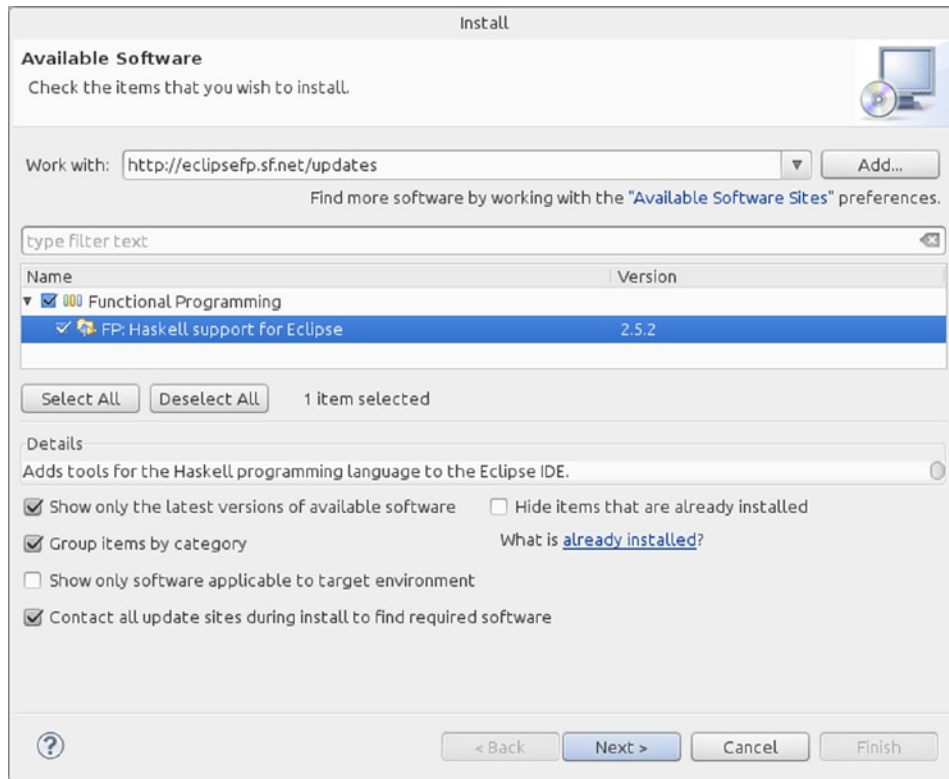 Install
Available Software
Check the items that you wish to install.
Work with: http://eclipsefp.sf.net/updates Add...
Find more software by working with the "Available Software Sites" preferences.
type filter text
Name Version
Functional Programming
FP: Haskell support for Eclipse 2.5.2
Select All Deselect All 1 item selected
Details
Adds tools for the Haskell programming language to the Eclipse IDE.
Show only the latest versions of available software Hide items that are already installed
Group items by category What is already installed?
Show only software applicable to target environment
Contact all update sites during install to find required software
? < Back Next > Cancel Finish